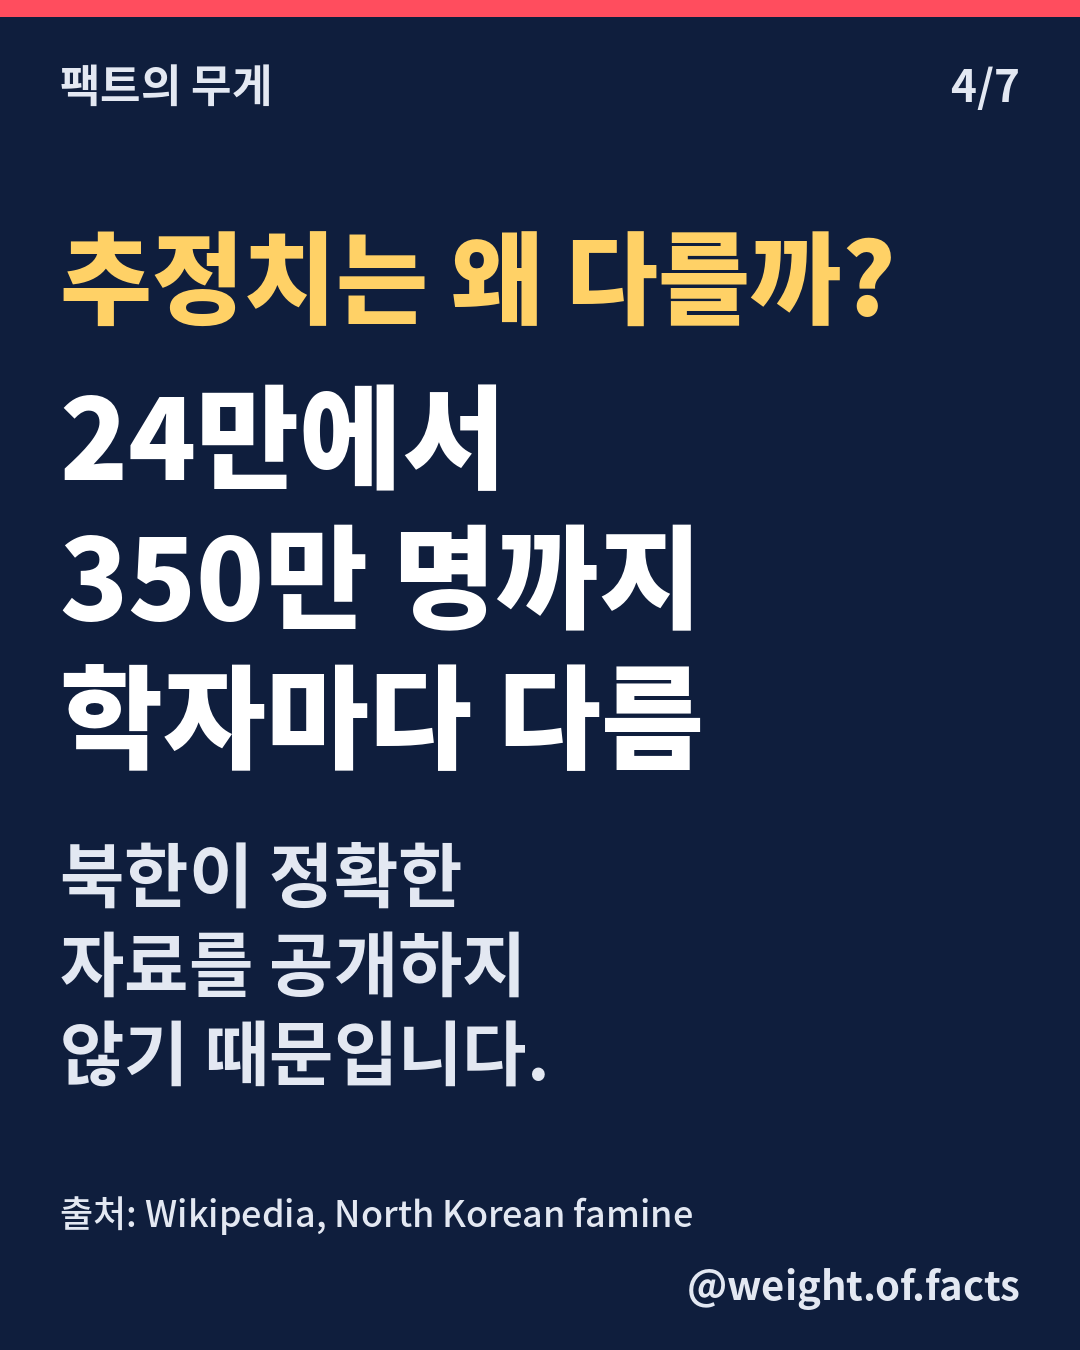 팩트의 무게
4/7
추정치는 왜 다를까?
24만에서
350만 명까지
학자마다 다름
북한이 정확한
자료를 공개하지
않기 때문입니다.
출처: Wikipedia, North Korean famine
@weight.of.facts